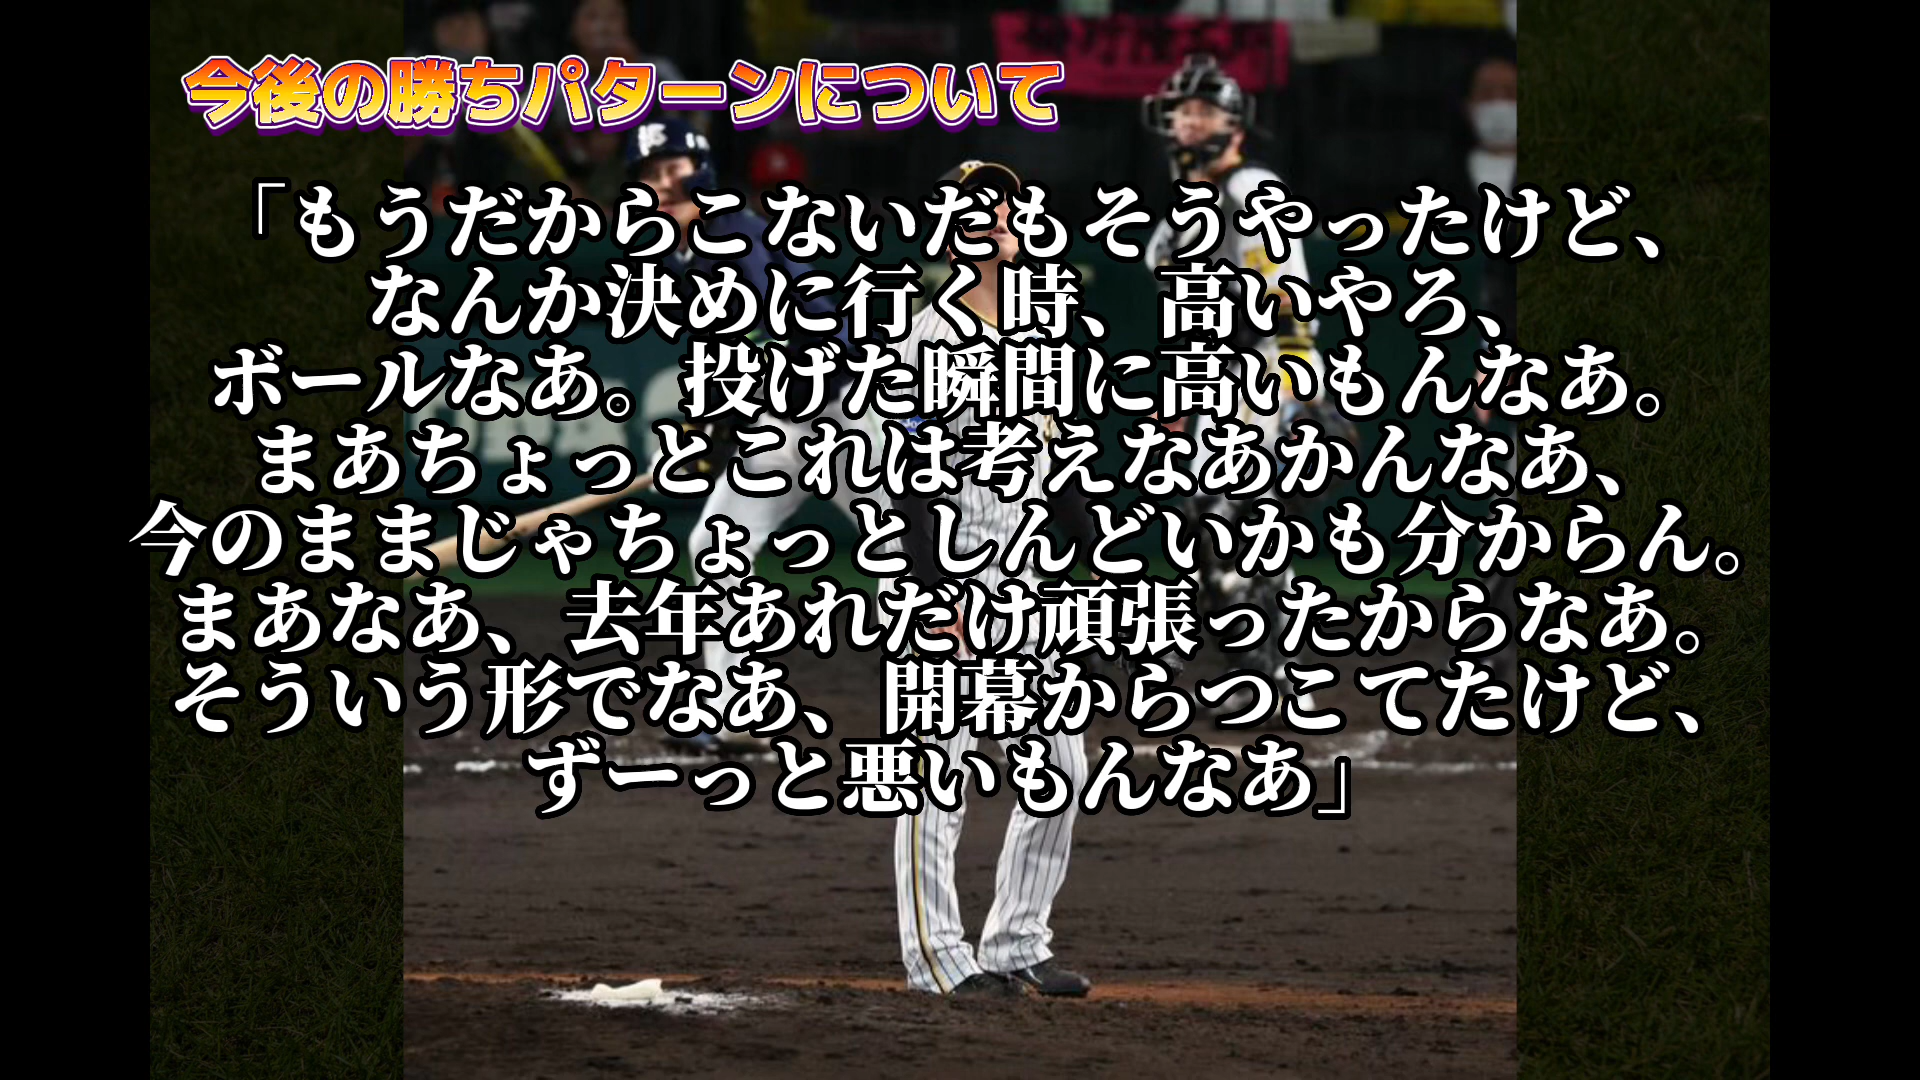 今後の勝ちパターンについて
「もうだからこないだもそうやったけど、
なんか決めに行く時、高いやろ、
ボールなあ。投げた瞬間に高いもんなあ。
まあちょっとこれは考えなあかんなあ、
今のままじゃちょっとしんどいかも分からん。
まあなあ、去年あれだけ頑張ったからなあ。
そういう形でなあ、開幕からつこてたけど、
ずーっと悪いもんなあ」